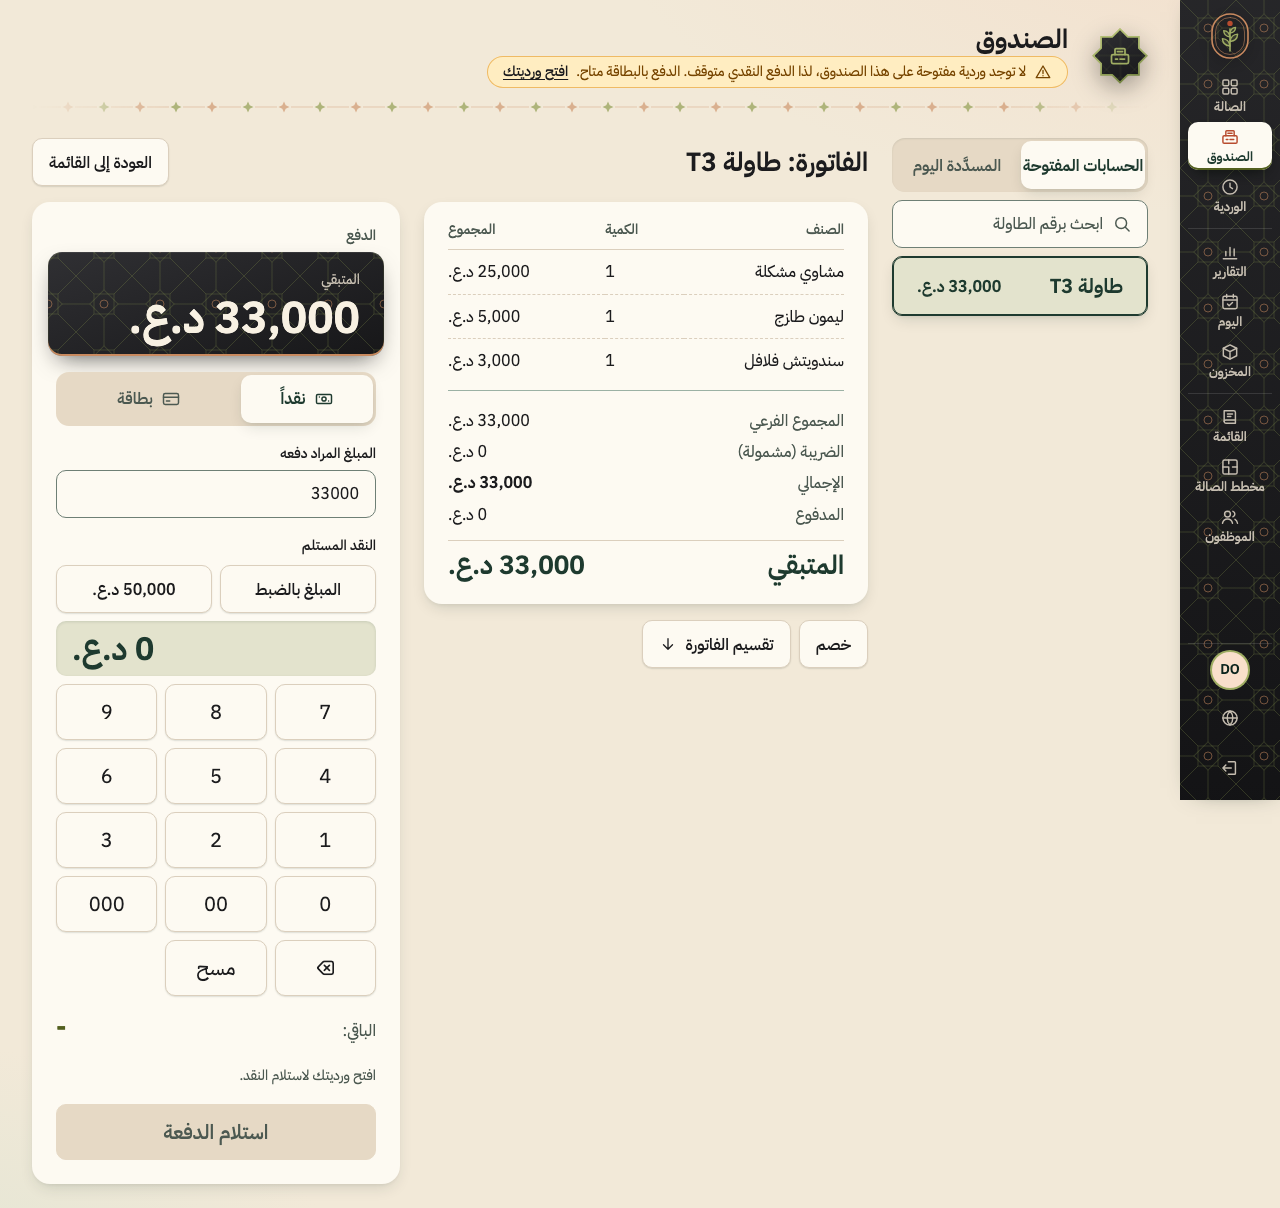 الصندوق
لا توجد وردية مفتوحة على هذا الصندوق، لذا الدفع النقدي متوقف. الدفع بالبطاقة متاح. افتح ورديتك
الصالة
الصندوق
الوردية
التقارير
اليوم
المخزون
القائمة
مخطط الصالة
الموظفون
DO
الحسابات المفتوحة
المسدَّدة اليوم
ابحث برقم الطاولة
طاولة T3 33,000 د.ع.
الفاتورة: طاولة T3
العودة إلى القائمة
الصنف الكمية المجموع
مشاوي مشكلة 1 25,000 د.ع.
ليمون طازج 1 5,000 د.ع.
سندويتش فلافل 1 3,000 د.ع.
المجموع الفرعي 33,000 د.ع.
الضريبة (مشمولة) 0 د.ع.
الإجمالي 33,000 د.ع.
المدفوع 0 د.ع.
المتبقي 33,000 د.ع.
خصم
تقسيم الفاتورة
الدفع
المتبقي
33,000 د.ع.
نقداً
بطاقة
المبلغ المراد دفعه
33000
النقد المستلم
المبلغ بالضبط
50,000 د.ع.
0 د.ع.
7 8 9
4 5 6
1 2 3
0 00 000
مسح
الباقي: -
افتح ورديتك لاستلام النقد.
استلام الدفعة